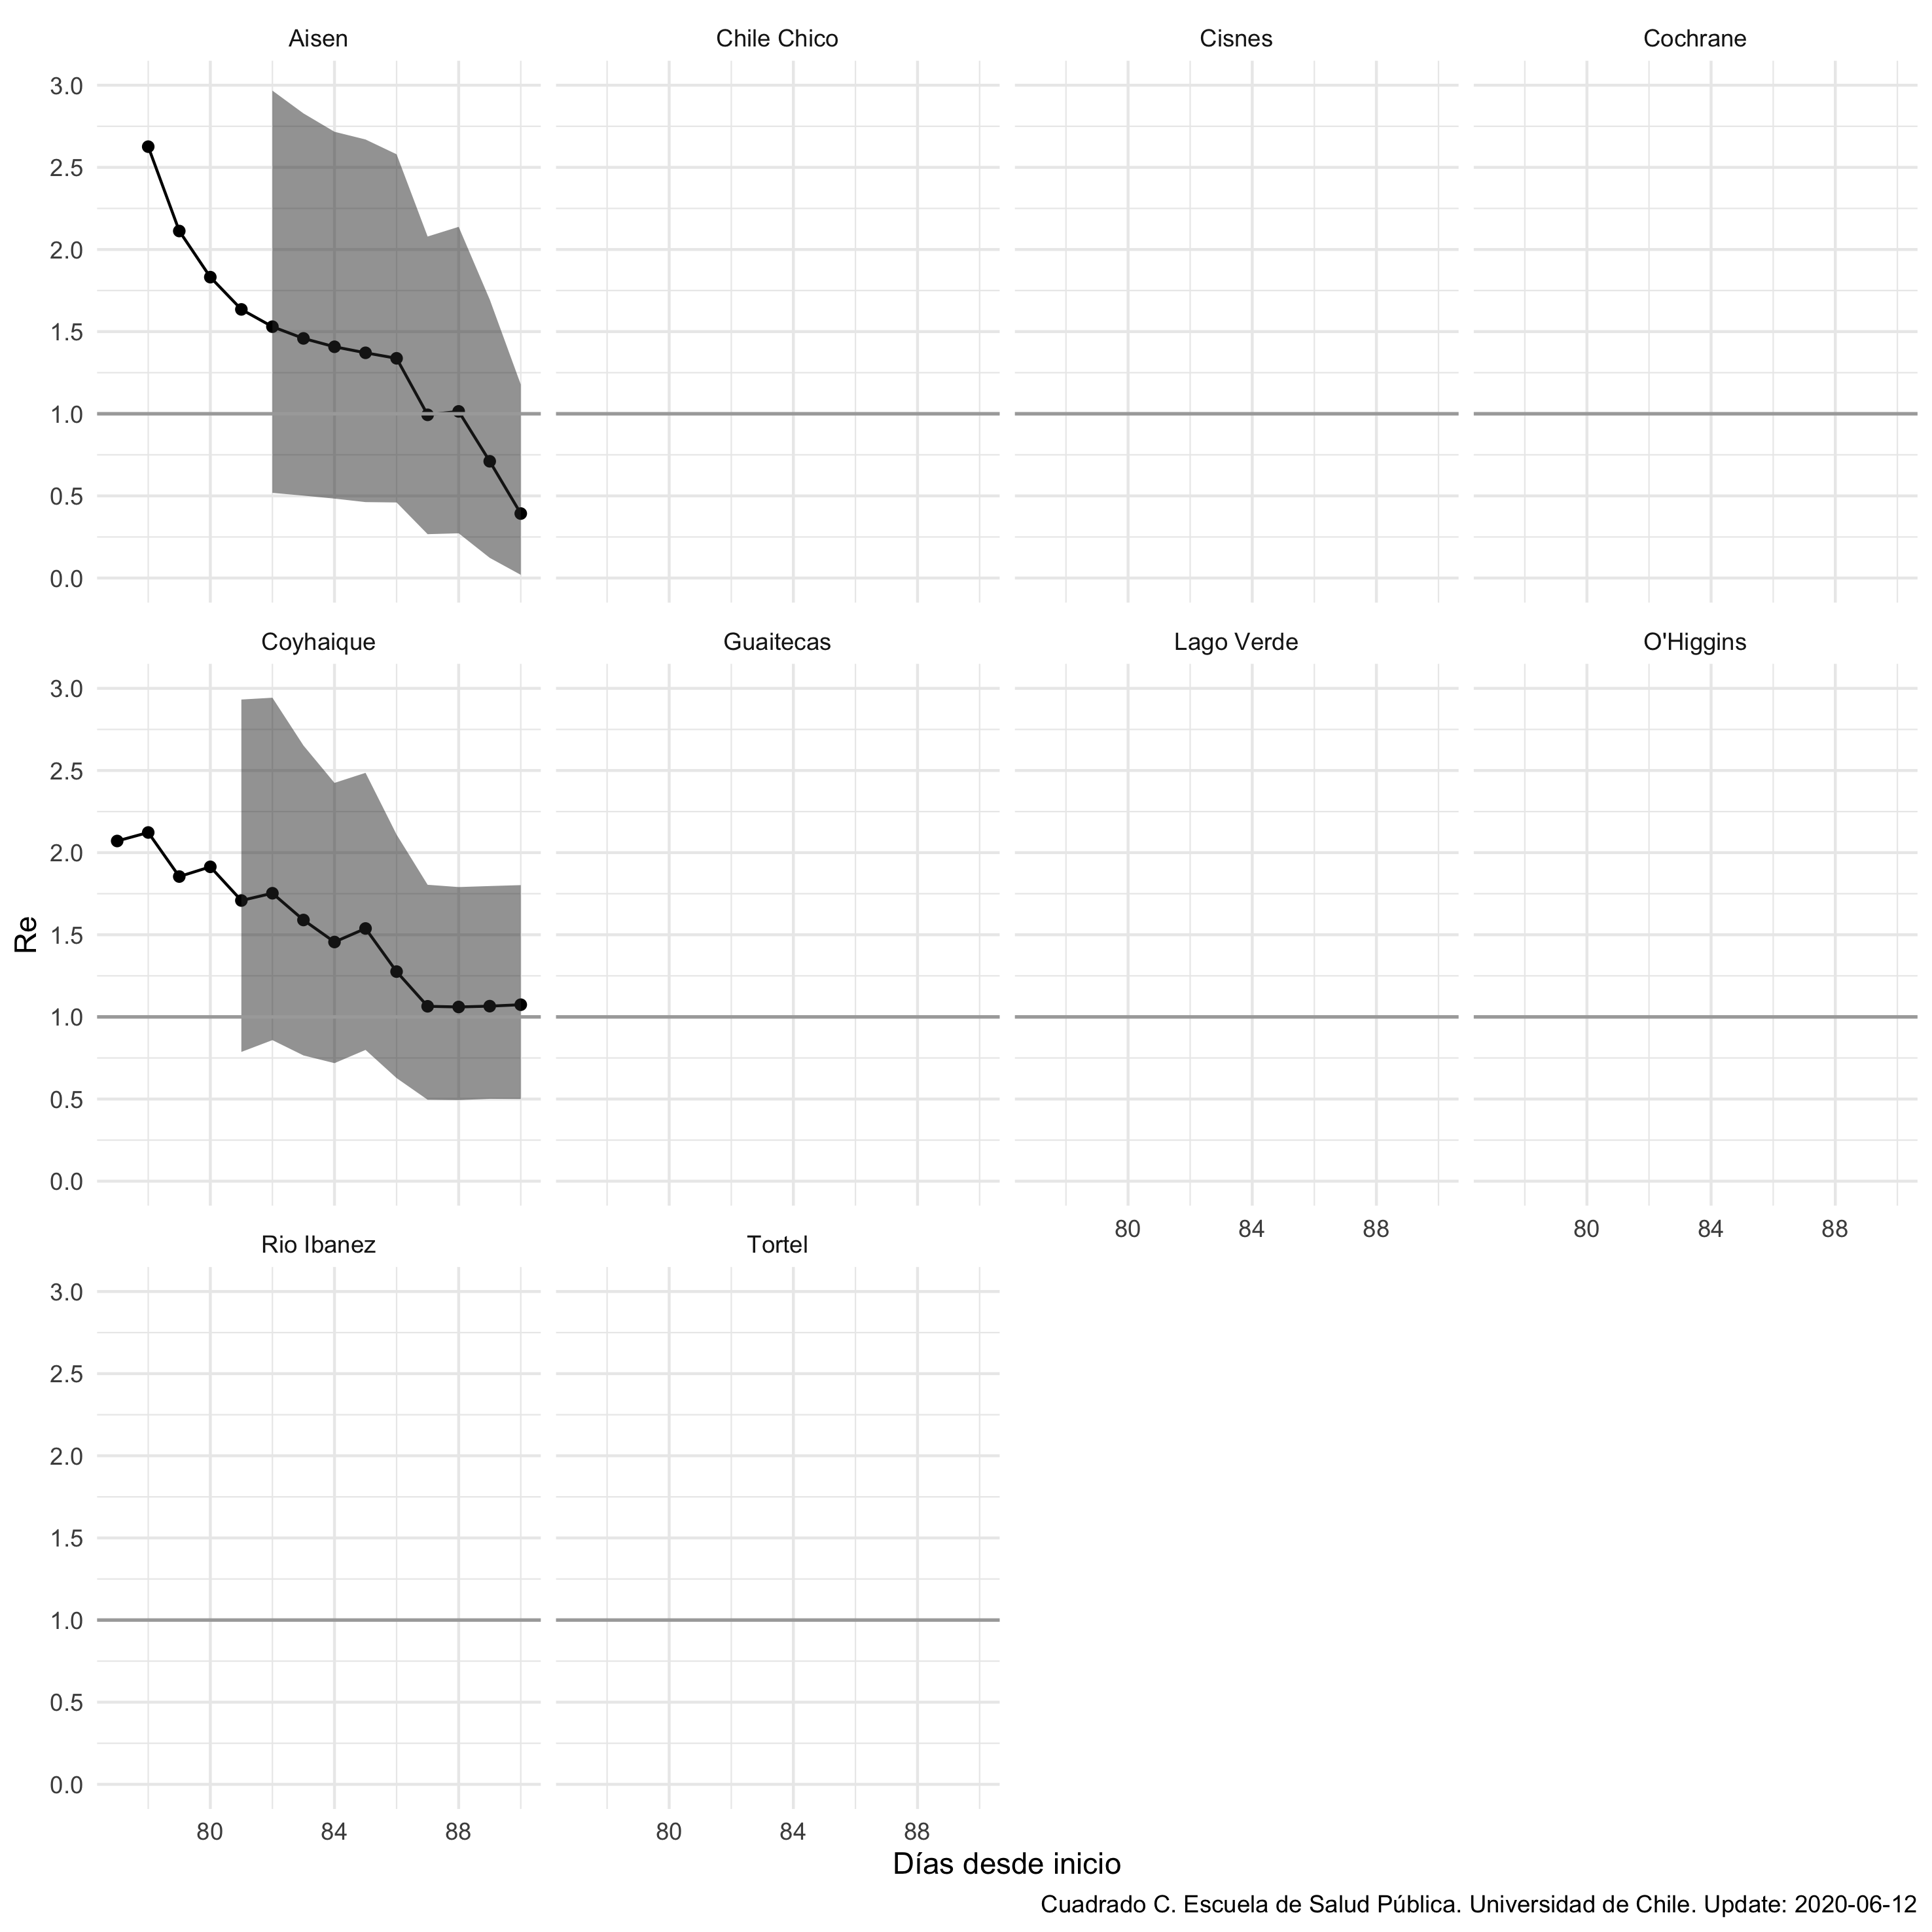 Aisen Chile Chico Cisnes Cochrane
3.0
2.5
2.0
1.5
1.0
0.5
0.0
Coyhaique Guaitecas Lago Verde O'Higgins
3.0
2.5
2.0
1.5
1.0
0.5
0.0
80 84 88 80 84 88
Re
Rio Ibanez Tortel
3.0
2.5
2.0
1.5
1.0
0.5
0.0
80 84 88 80 84 88
Días desde inicio
Cuadrado C. Escuela de Salud Pública. Universidad de Chile. Update: 2020-06-12